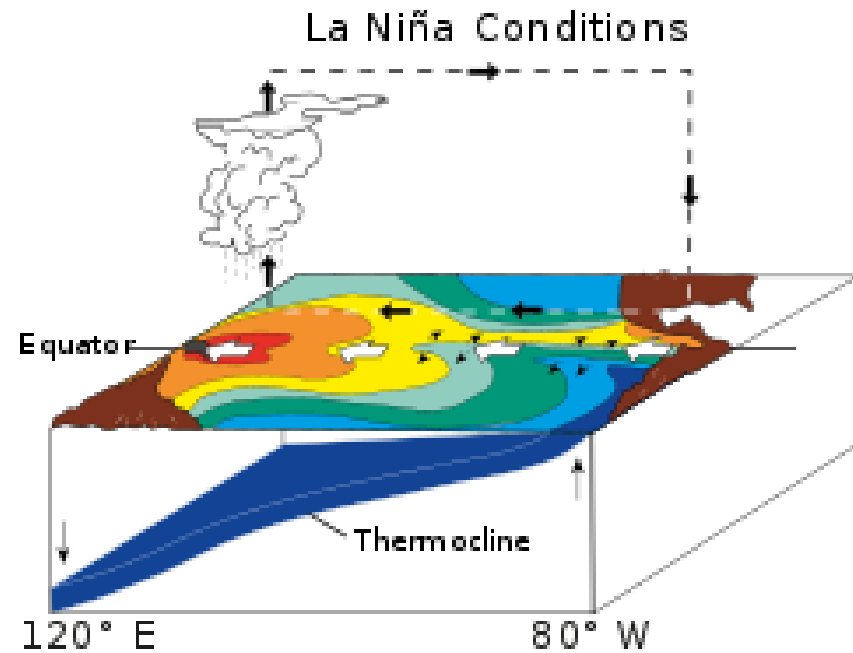 La Niña Conditions
Equator
Thermocline
120° E
80° W